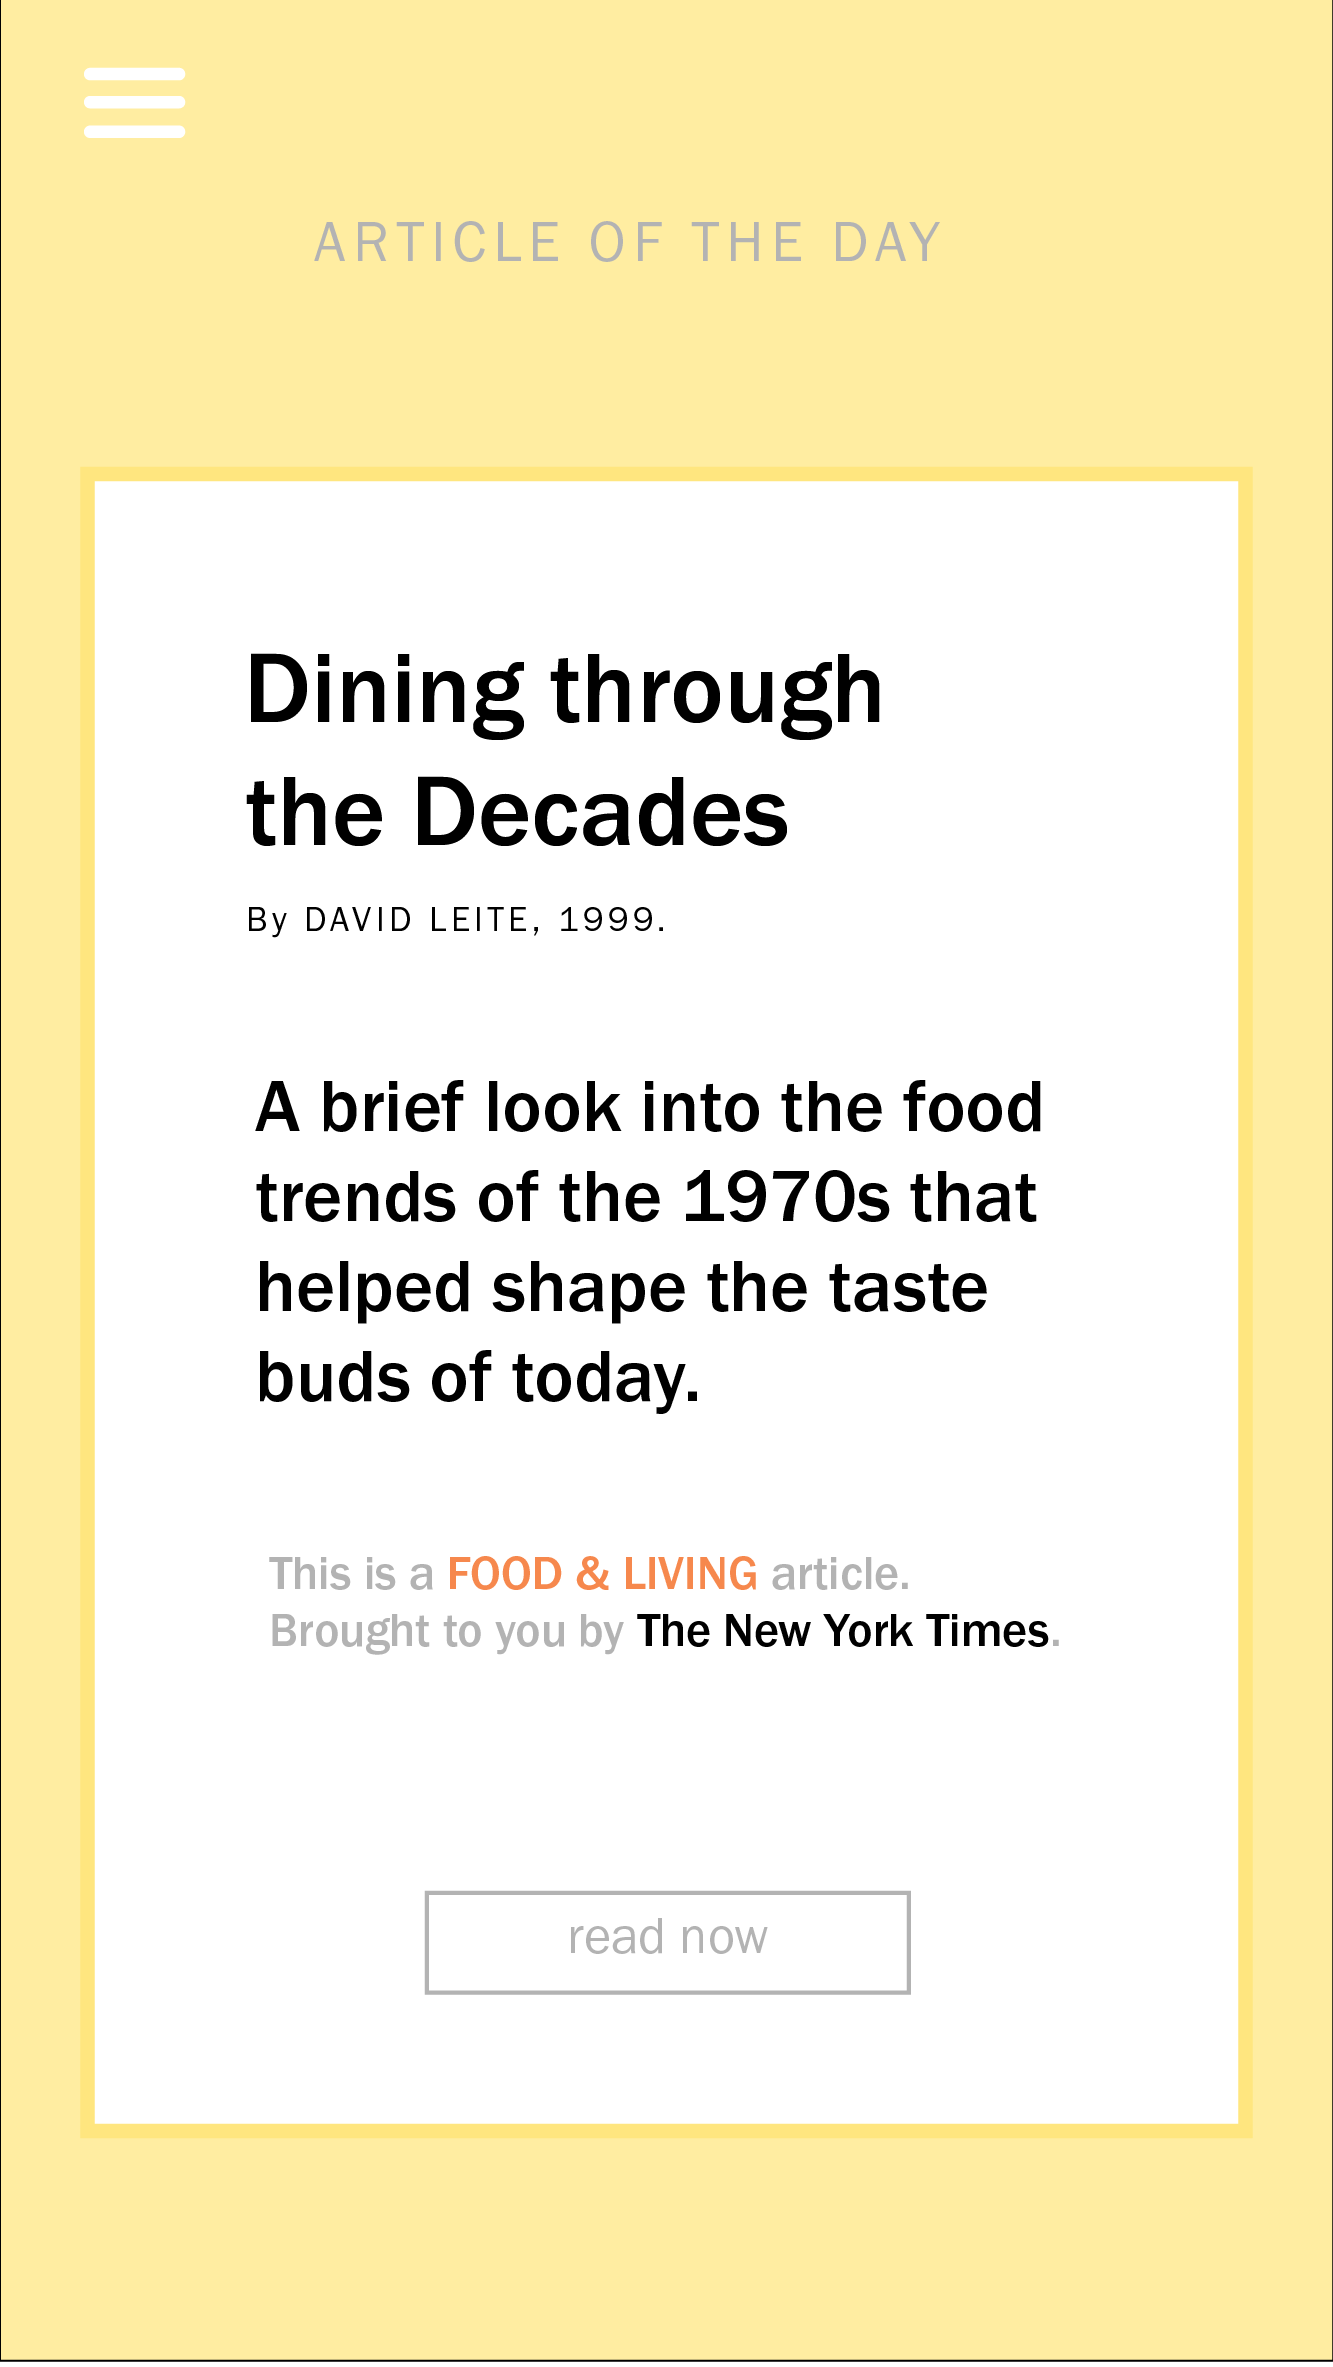 ARTICLE OF THE DAY
Dining through
the Decades
By DAVID LEITE, 1999.
A brief look into the food
trends of the 1970s that
helped shape the taste
buds of today.
This is a FOOD & LIVING article.
Brought to you by The New York Times.
read now